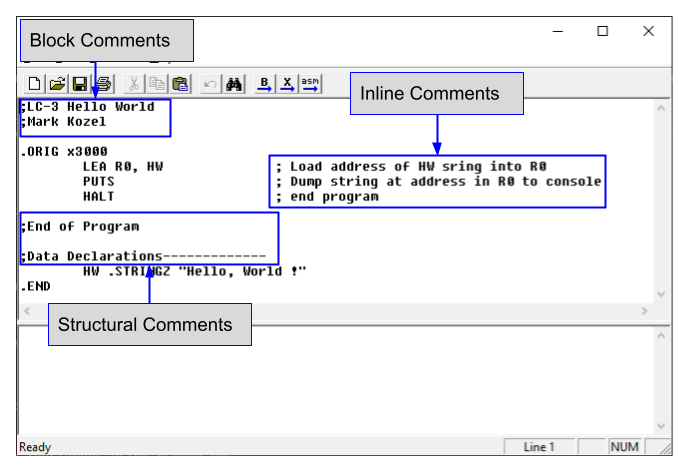 Block Comments
B X asm
Inline Comments
;LC-3 Hello World
;Mark Kozel
.ORIG x3000
LEA R0, HW ; Load address of HW sring into R0
PUTS ; Dump string at address in R0 to console
HALT ; end program
;End of Program
;Data Declarations-------------
HW .STRINGZ "Hello, World !"
.END
Structural Comments
Ready Line 1 NUM